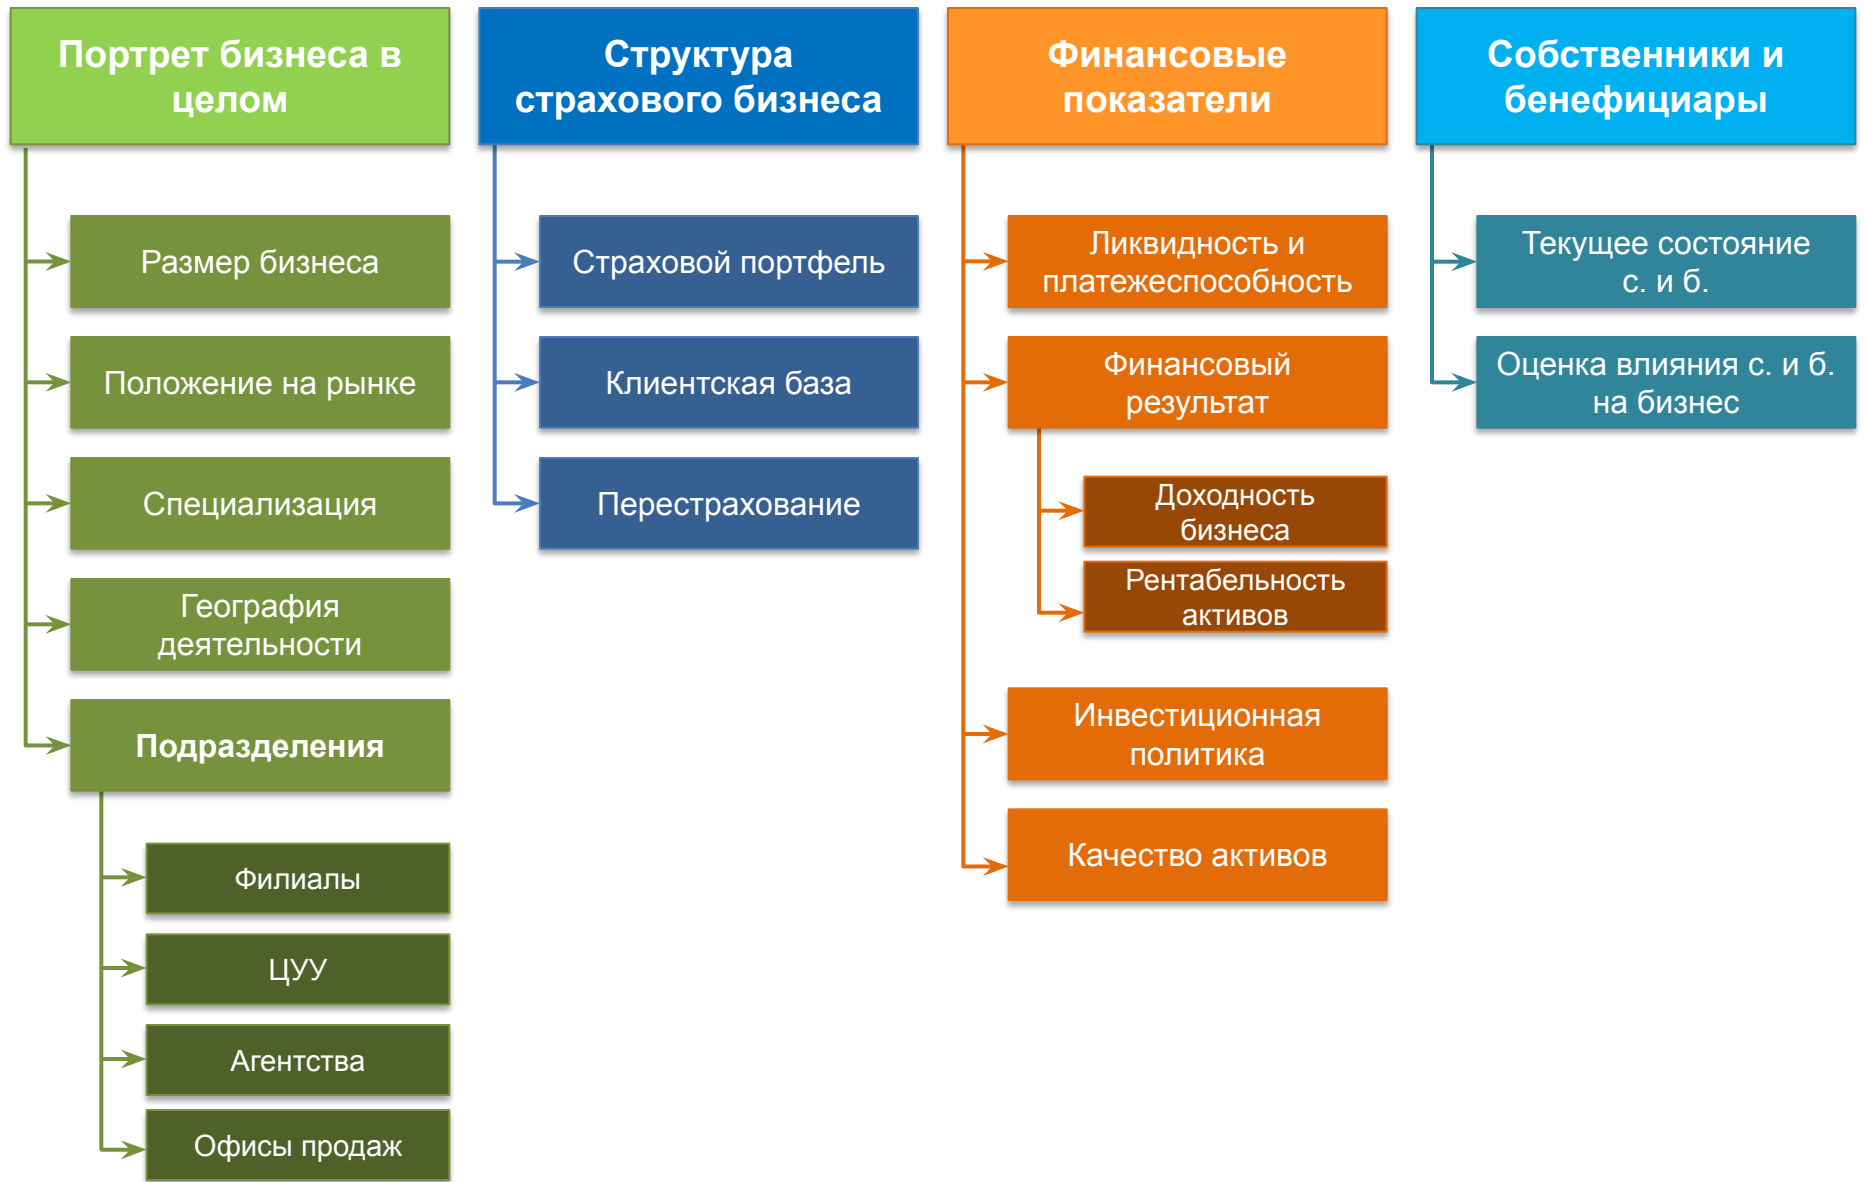 Портрет бизнеса в
целом
Размер бизнеса
Положение на рынке
Специализация
География
деятельности
Подразделения
Филиалы
ЦУУ
Агентства
Офисы продаж
Структура
страхового бизнеса
Страховой портфель
Клиентская база
Перестрахование
Финансовые
показатели
Ликвидность и
платежеспособность
Финансовый
результат
Доходность
бизнеса
Рентабельность
активов
Инвестиционная
политика
Качество активов
Собственники и
бенефициары
Текущее состояние
с. и б.
Оценка влияния с. и б.
на бизнес